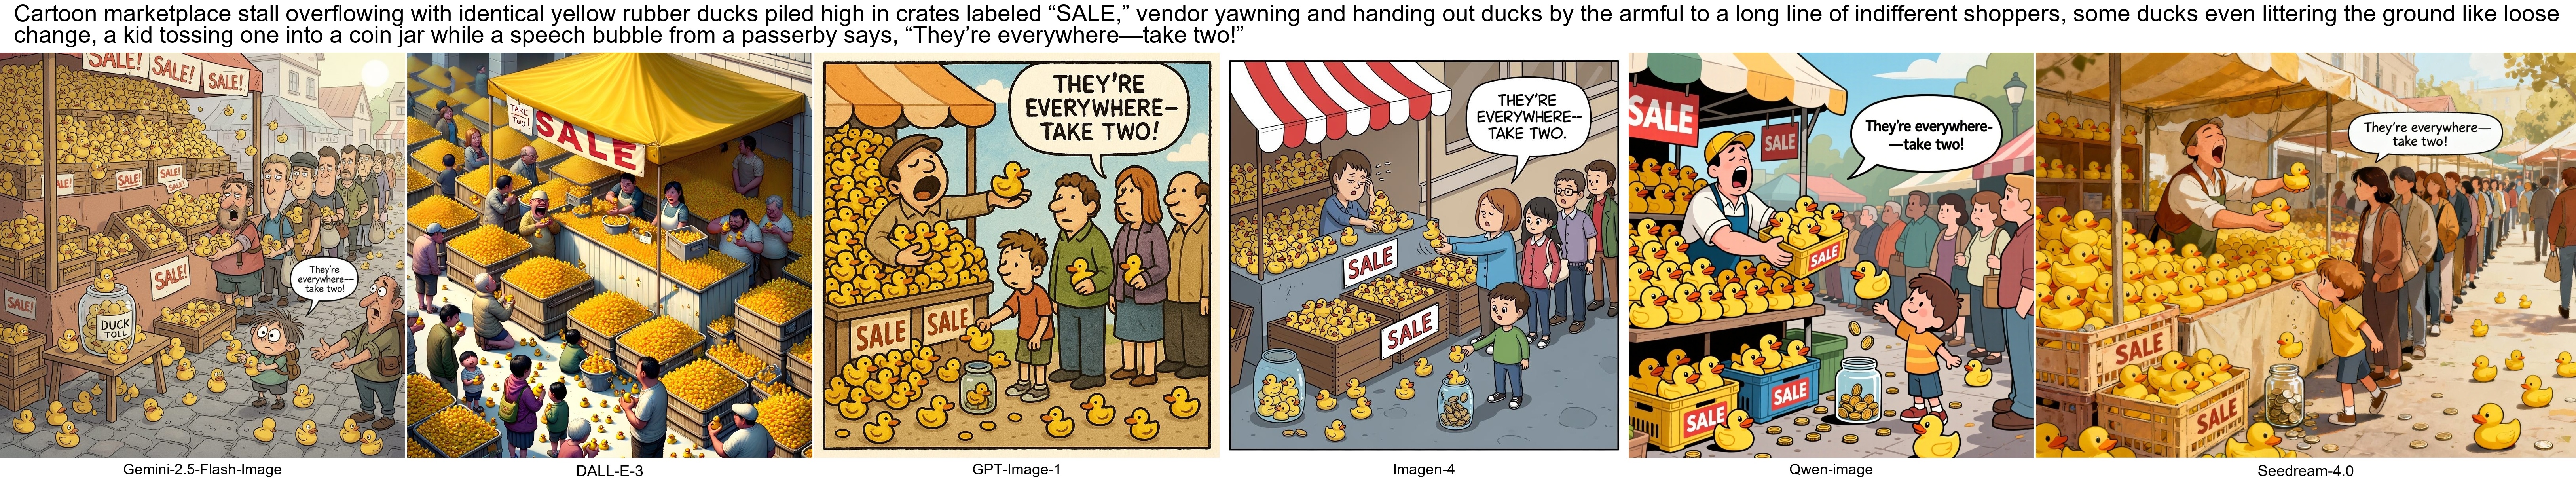 Cartoon marketplace stall overflowing with identical yellow rubber ducks piled high in crates labeled “SALE,” vendor yawning and handing out ducks by the armful to a long line of indifferent shoppers, some ducks even littering the ground like loose
change, a kid tossing one into a coin jar while a speech bubble from a passerby says, “They’re everywhere—take two!”
SALE!
SALE!
SALE!
ALE!
SALE!
SALE!
SALE!
SALE!
SALE!
They're
everywhere—
take two!
DUCK
TOLL
TAKE
TWO!
SALE
THEY'RE
EVERYWHERE–
TAKE TWO!
SALE
SALE
THEY'RE
EVERYWHERE--
TAKE TWO.
SALE
SALE
SALE
SALE
They're everywhere-
—take two!
SALE
SALE
SALE
They're everywhere—
take two!
SALE
SALE
Gemini-2.5-Flash-Image
DALL-E-3
GPT-Image-1
Imagen-4
Qwen-image
Seedream-4.0